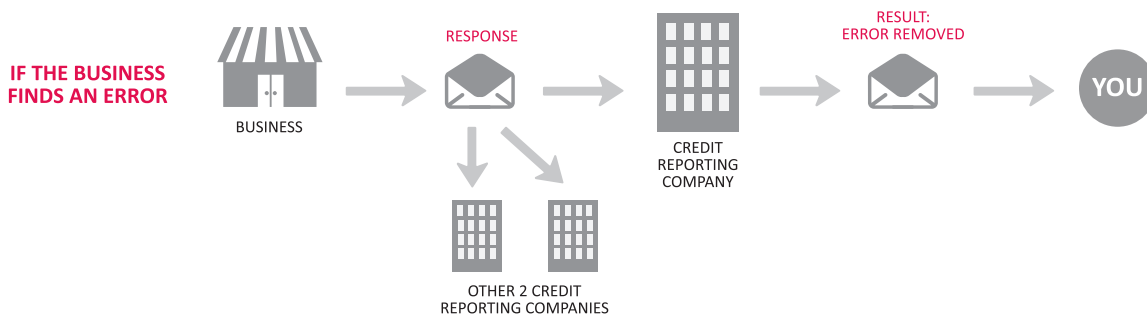 IF THE BUSINESS
FINDS AN ERROR
BUSINESS
RESPONSE
OTHER 2 CREDIT
REPORTING COMPANIES
CREDIT
REPORTING
COMPANY
RESULT:
ERROR REMOVED
YOU